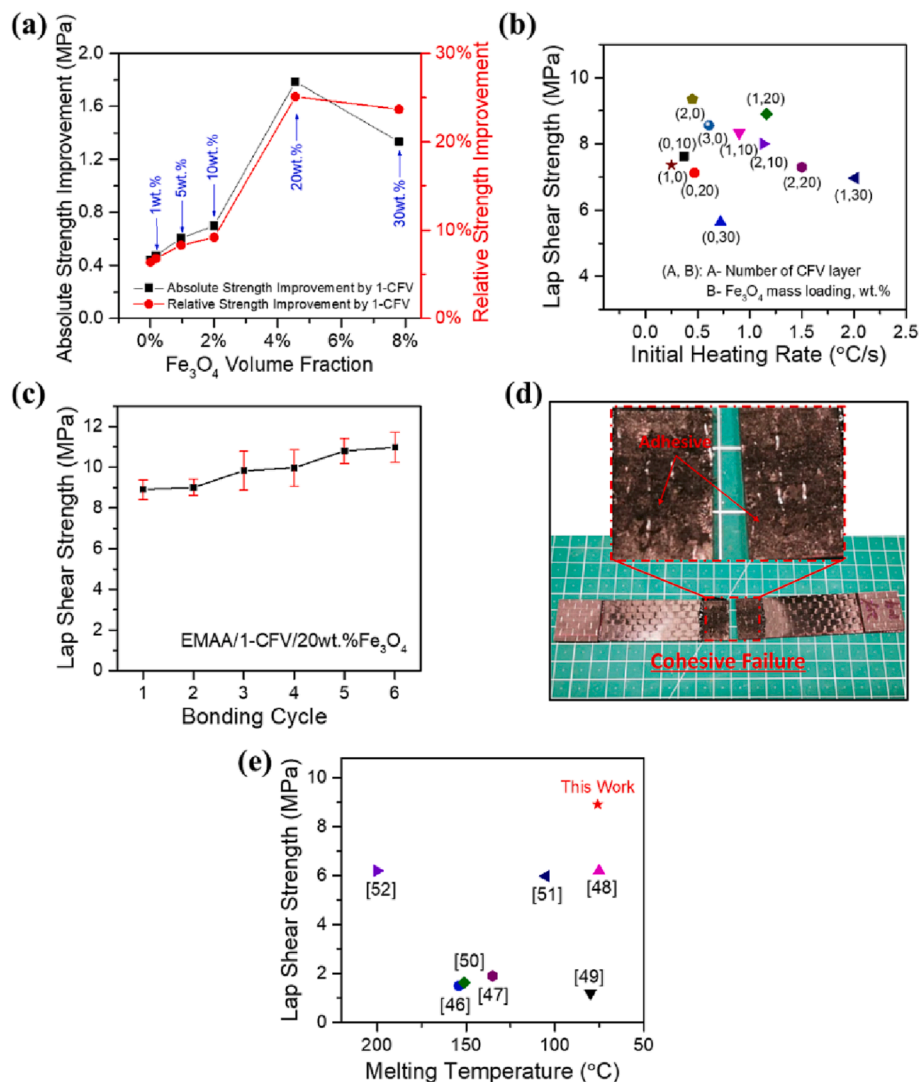 (a)
Absolute Strength Improvement (MPa)
2.0
1.6
1.2
0.8
0.4
0.0
1wt.%
5wt.%
10wt.%
20wt.%
30wt.%
Absolute Strength Improvement by 1-CFV
Relative Strength Improvement by 1-CFV
30%
20%
10%
0%
Relative Strength Improvement
0% 2% 4% 6% 8%
Fe₃O₄ Volume Fraction
(b)
Lap Shear Strength (MPa)
10
8
6
4
(2,0)
(1,20)
(3,0)
(0,10)
(1,10)
(2,10)
(1,0)
(0,20)
(2,20)
(1,30)
(0,30)
(A, B): A- Number of CFV layer
B- Fe₃O₄ mass loading, wt.%
0.0 0.5 1.0 1.5 2.0 2.5
Initial Heating Rate (°C/s)
(c)
Lap Shear Strength (MPa)
12
10
8
6
4
2
0
EMAA/1-CFV/20wt.%Fe₃O₄
1 2 3 4 5 6
Bonding Cycle
(d)
Adhesive
Cohesive Failure
(e)
Lap Shear Strength (MPa)
10
8
6
4
2
0
This Work
[52]
[51]
[48]
[50]
[46]
[47]
[49]
200 150 100 50
Melting Temperature (°C)